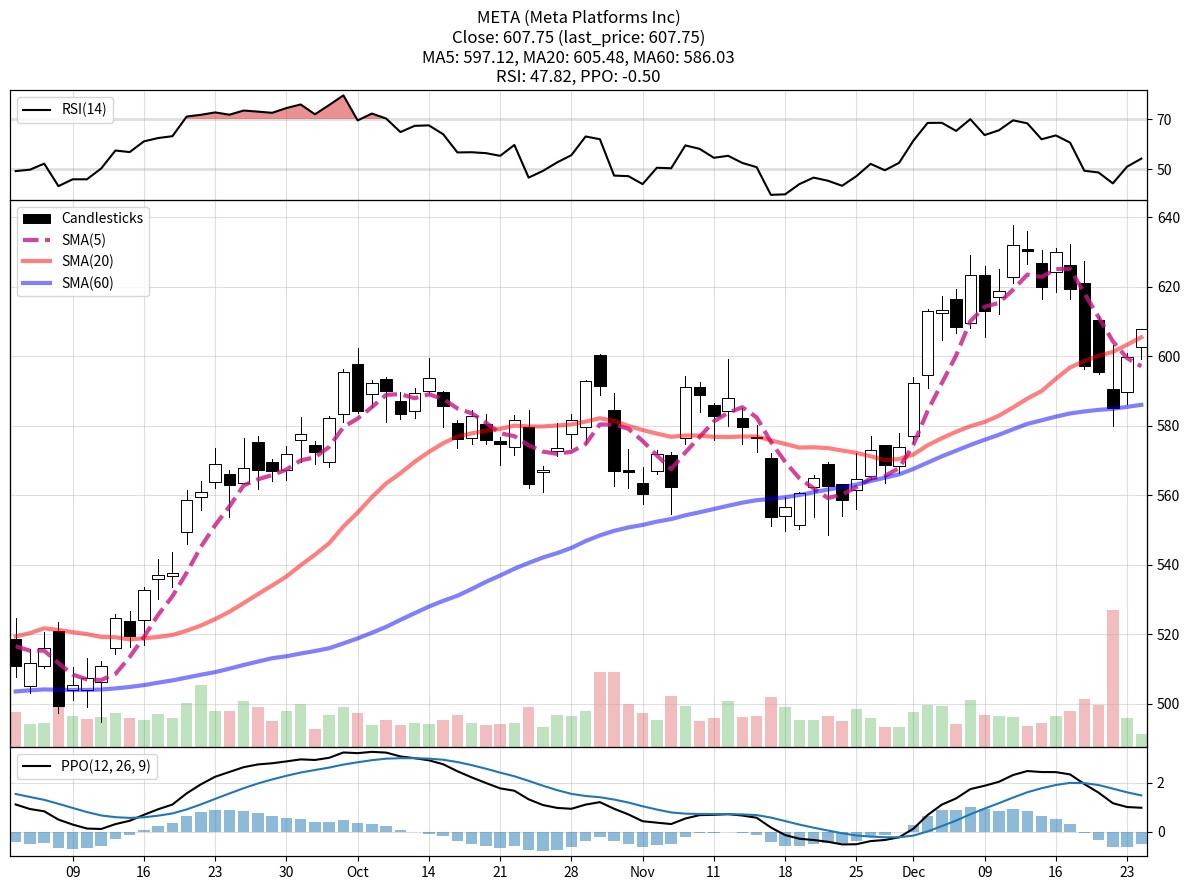 META (Meta Platforms Inc)
Close: 607.75 (last_price: 607.75)
MA5: 597.12, MA20: 605.48, MA60: 586.03
RSI: 47.82, PPO: -0.50
RSI(14)
70
50
Candlesticks
SMA(5)
SMA(20)
SMA(60)
640
620
600
580
560
540
520
500
PPO(12, 26, 9)
2
0
09 16 23 30 Oct 14 21 28 Nov 11 18 25 Dec 09 16 23